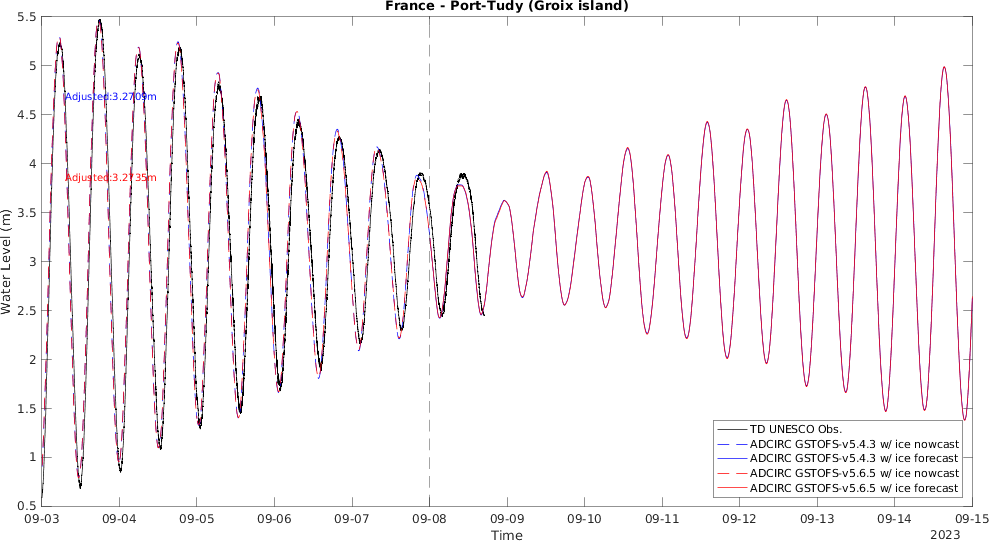 France - Port-Tudy (Groix island)
5.5
5
4.5
4
3.5
3
2.5
2
1.5
1
0.5
Water Level (m)
Adjusted:3.2709m
Adjusted:3.2735m
TD UNESCO Obs.
ADCIRC GSTOFS-v5.4.3 w/ ice nowcast
ADCIRC GSTOFS-v5.4.3 w/ ice forecast
ADCIRC GSTOFS-v5.6.5 w/ ice nowcast
ADCIRC GSTOFS-v5.6.5 w/ ice forecast
09-03 09-04 09-05 09-06 09-07 09-08 09-09 09-10 09-11 09-12 09-13 09-14 09-15
Time
2023